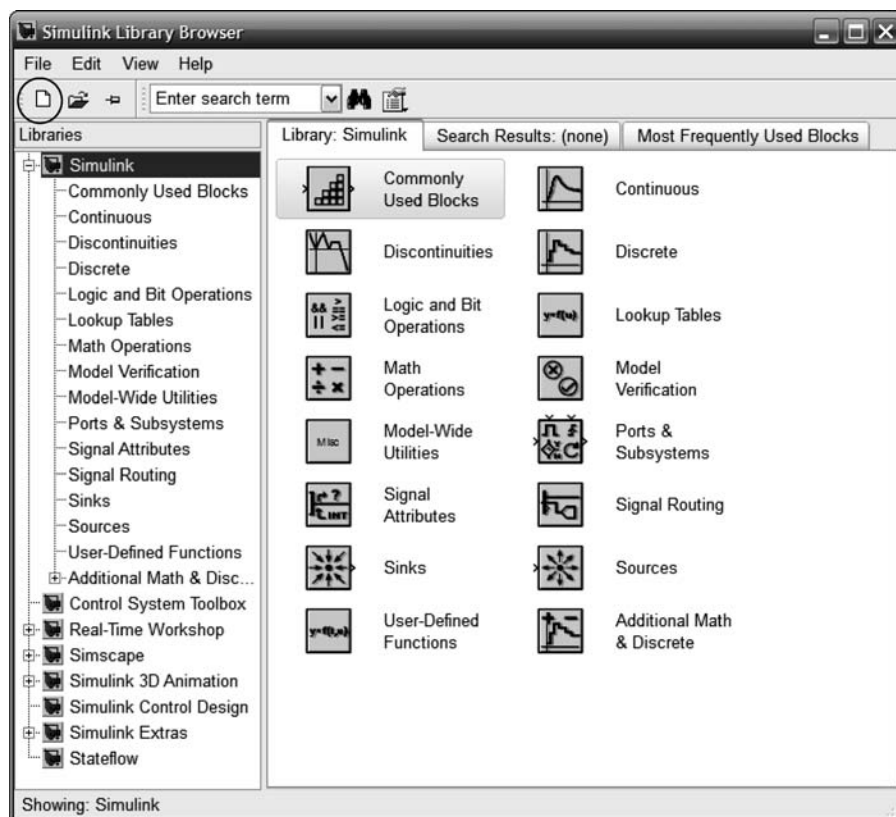 Simulink Library Browser
File Edit View Help
Enter search term
Libraries
Library: Simulink Search Results: (none) Most Frequently Used Blocks
Simulink
Commonly Used Blocks
Continuous
Discontinuities
Discrete
Logic and Bit Operations
Lookup Tables
Math Operations
Model Verification
Model-Wide Utilities
Ports & Subsystems
Signal Attributes
Signal Routing
Sinks
Sources
User-Defined Functions
Additional Math & Disc...
Control System Toolbox
Real-Time Workshop
Simscape
Simulink 3D Animation
Simulink Control Design
Simulink Extras
Stateflow
Commonly
Used Blocks
Continuous
Discontinuities
Discrete
&& > 
|| >=
<=
Logic and Bit
Operations
y=f(u)
Lookup Tables
+ −
÷ ×
Math
Operations
Model
Verification
Misc
Model-Wide
Utilities
Ports &
Subsystems
?
INT
Signal
Attributes
Signal Routing
Sinks
Sources
y=f(t,u)
User-Defined
Functions
+ −
Additional Math
& Discrete
Showing: Simulink